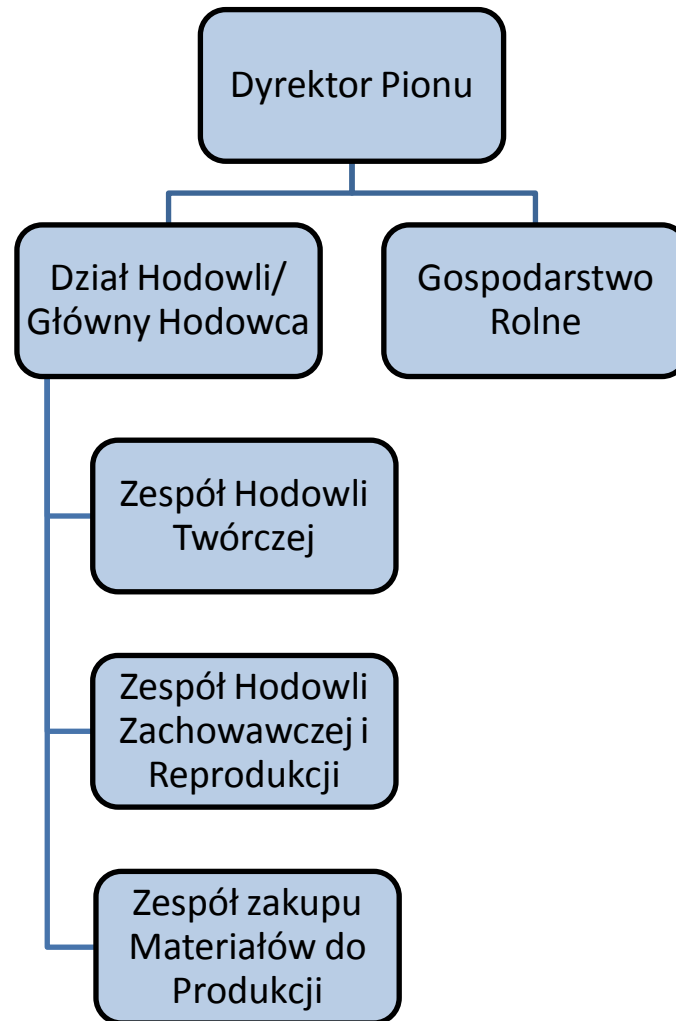 Dyrektor Pionu
Dział Hodowli/
Główny Hodowca
Gospodarstwo
Rolne
Zespół Hodowli
Twórczej
Zespół Hodowli
Zachowawczej i
Reprodukcji
Zespół zakupu
Materiałów do
Produkcji